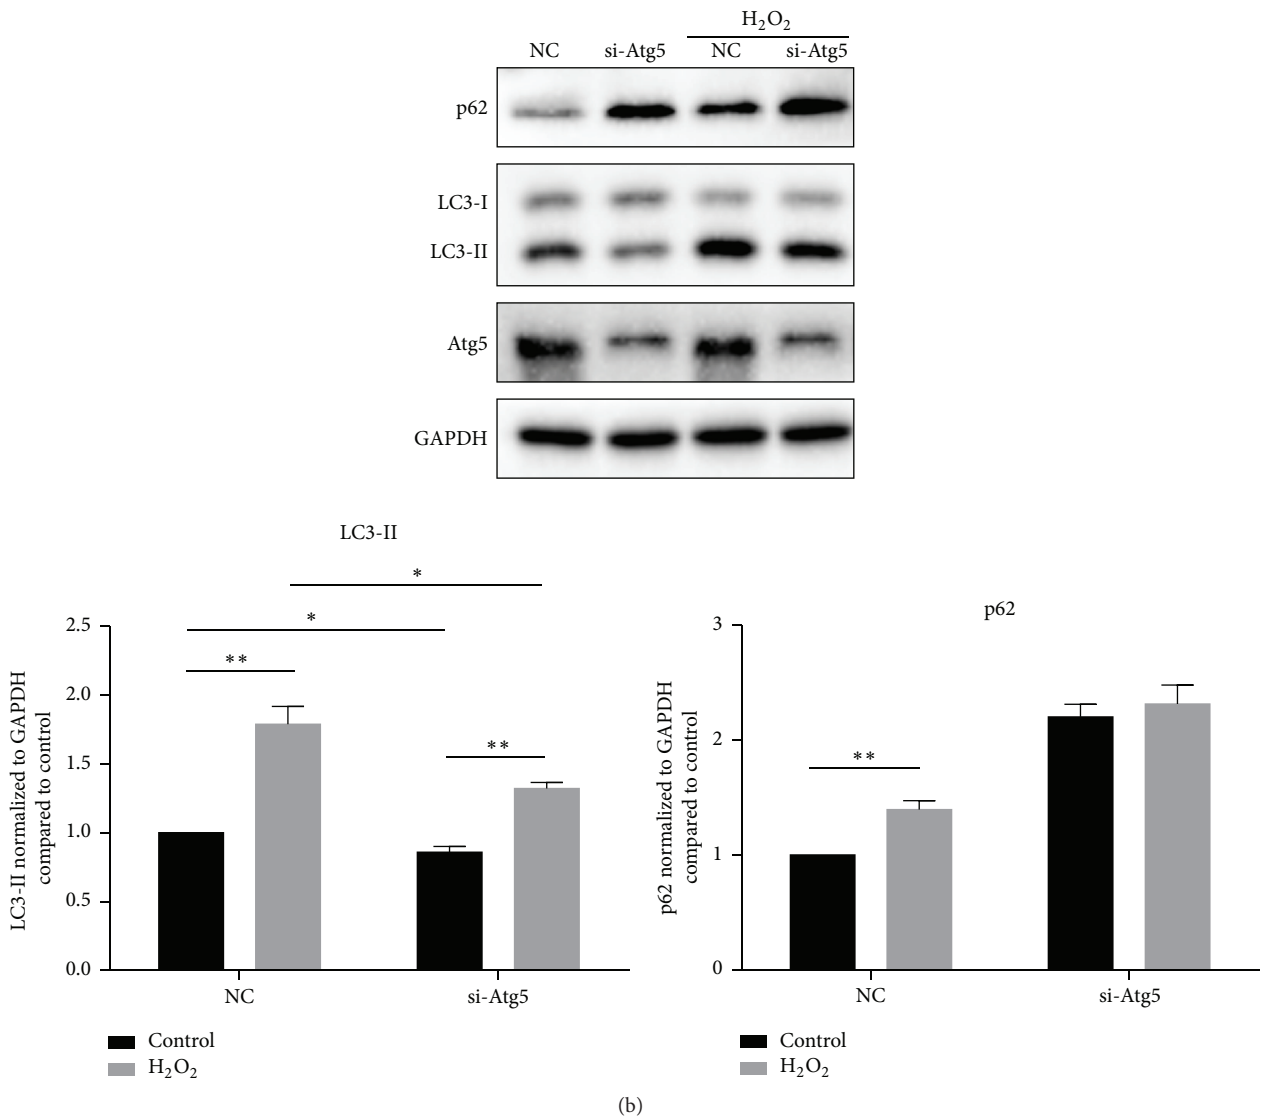 H₂O₂
NC si-Atg5 NC si-Atg5
p62
LC3-I
LC3-II
Atg5
GAPDH
LC3-II
*
*
**
**
2.5
2.0
1.5
1.0
0.5
0.0
LC3-II normalized to GAPDH
compared to control
NC si-Atg5
Control
H₂O₂
p62
**
3
2
1
0
p62 normalized to GAPDH
compared to control
NC si-Atg5
Control
H₂O₂
(b)